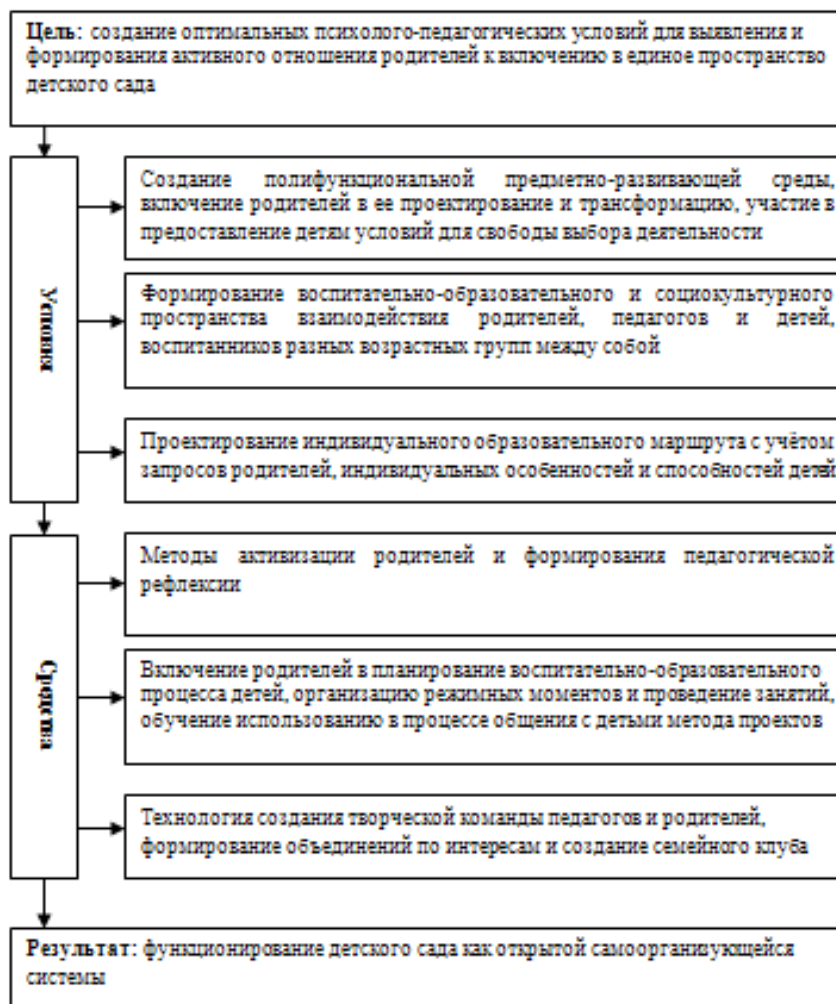 Цель: создание оптимальных психолого-педагогических условий для выявления и
формирования активного отношения родителей к включению в единое пространство
детского сада
Условия
Создание полифункциональной предметно-развивающей среды,
включение родителей в ее проектирование и трансформацию, участие в
предоставление детям условий для свободы выбора деятельности
Формирование воспитательно-образовательного и социокультурного
пространства взаимодействия родителей, педагогов и детей,
воспитанников разных возрастных групп между собой
Проектирование индивидуального образовательного маршрута с учётом
запросов родителей, индивидуальных особенностей и способностей детей
Средства
Методы активизации родителей и формирования педагогической
рефлексии
Включение родителей в планирование воспитательно-образовательного
процесса детей, организацию режимных моментов и проведение занятий,
обучение использованию в процессе общения с детьми метода проектов
Технология создания творческой команды педагогов и родителей,
формирование объединений по интересам и создание семейного клуба
Результат: функционирование детского сада как открытой самоорганизующейся
системы